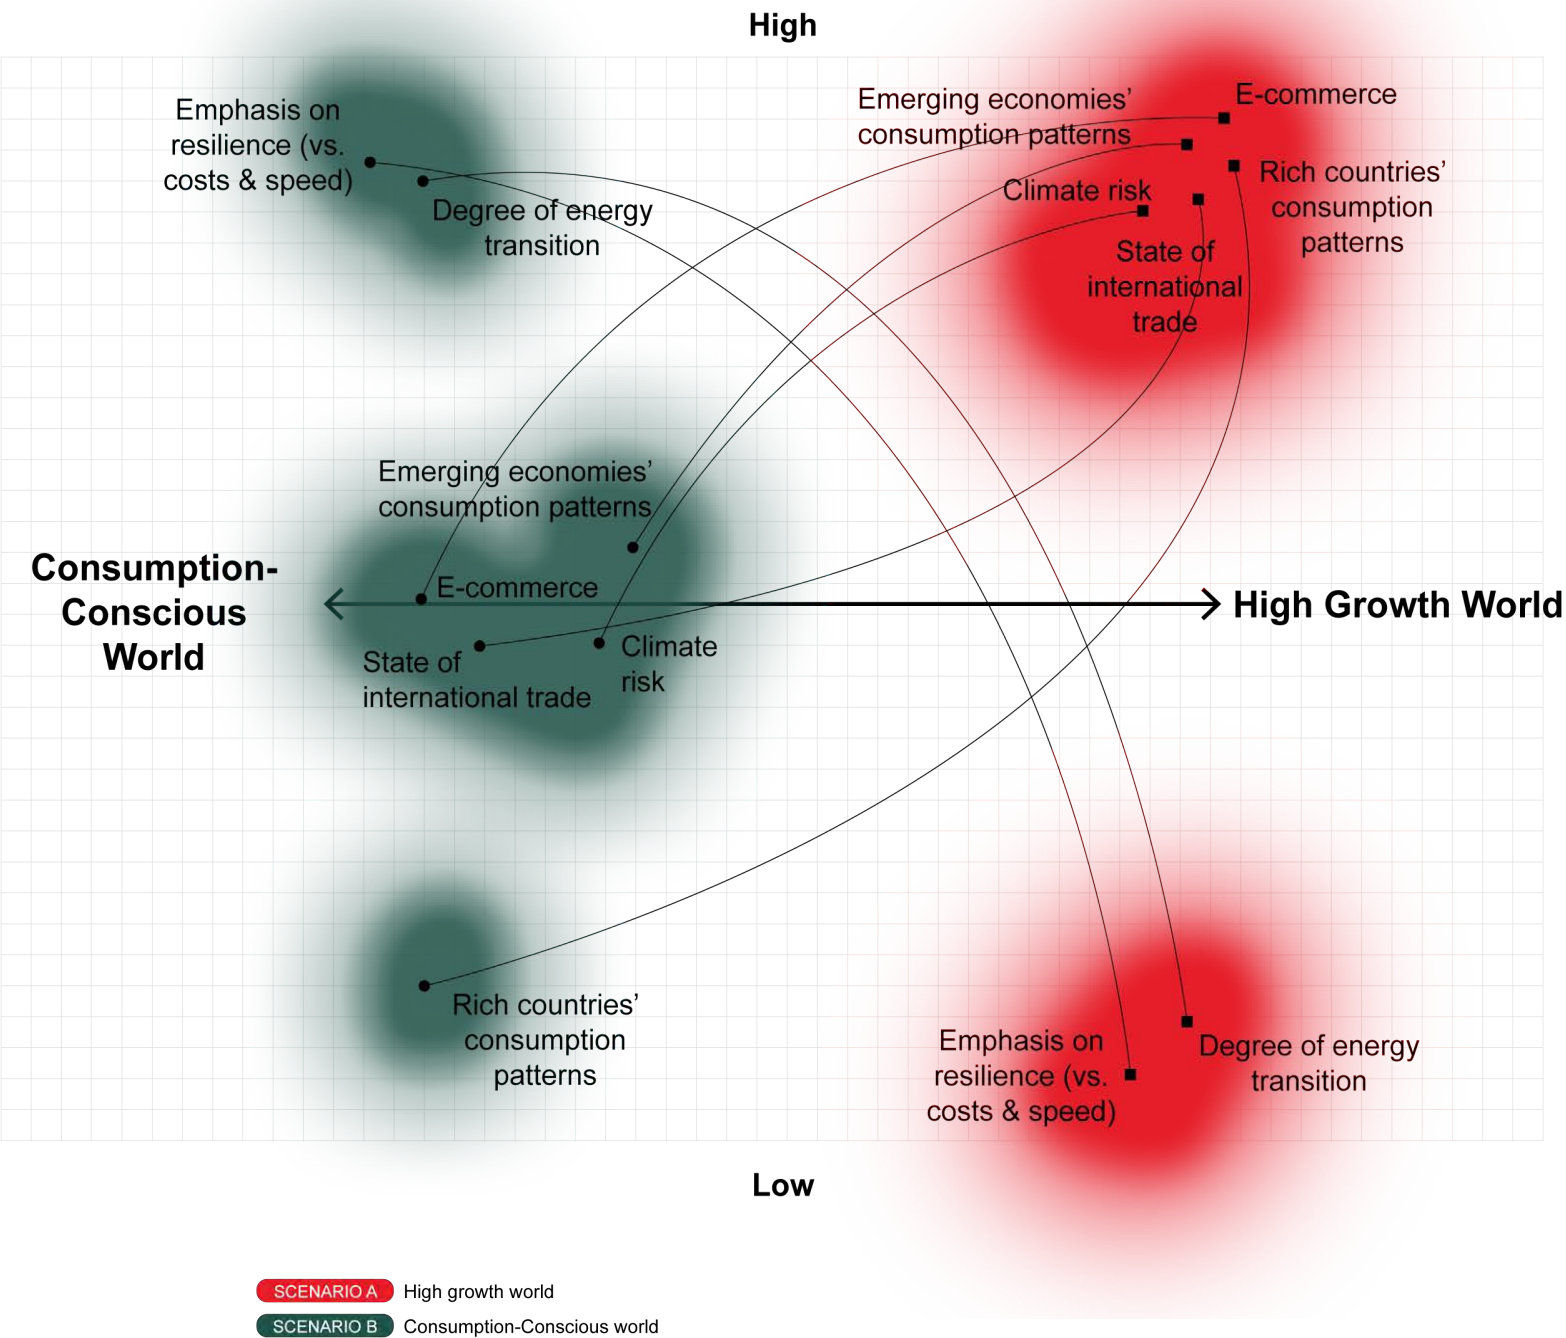 High
Emphasis on
resilience (vs.
costs & speed)
Degree of energy
transition
Emerging economies’
consumption patterns
E-commerce
Climate risk
Rich countries’
consumption
patterns
State of
international
trade
Emerging economies’
consumption patterns
E-commerce
State of
international trade
Climate
risk
Consumption-
Conscious
World
High Growth World
Rich countries’
consumption
patterns
Emphasis on
resilience (vs.
costs & speed)
Degree of energy
transition
Low
SCENARIO A High growth world
SCENARIO B Consumption-Conscious world